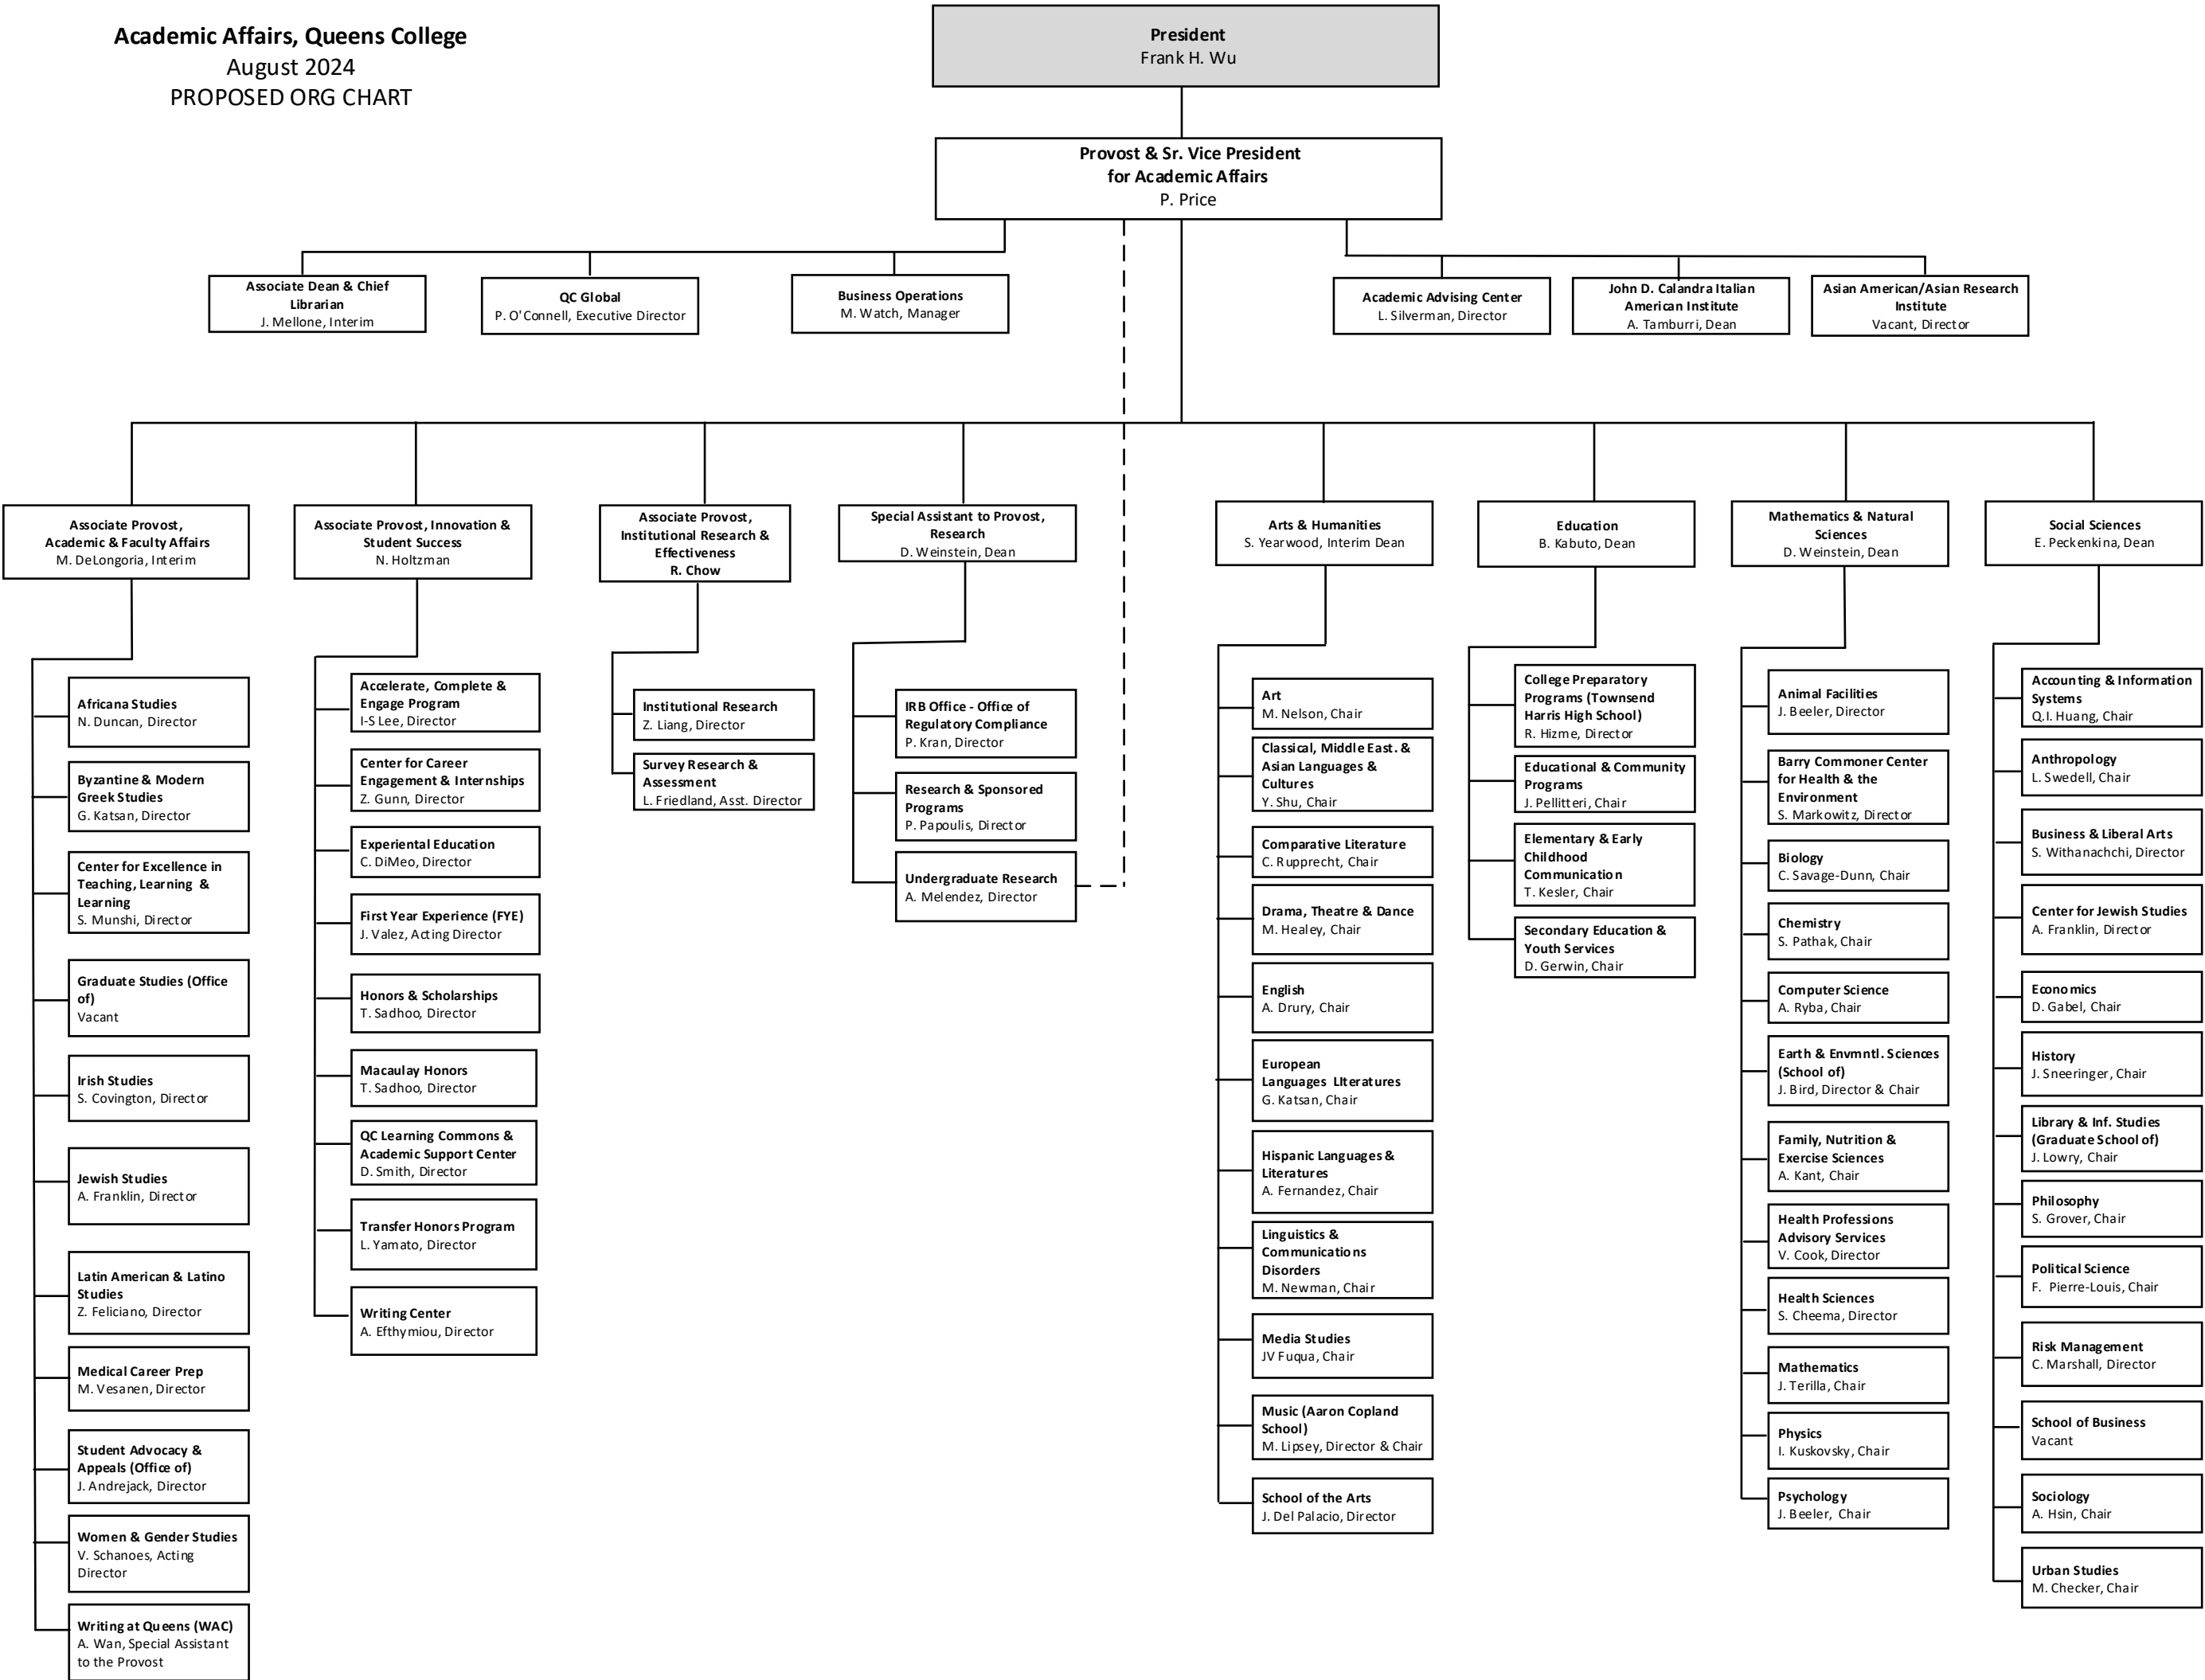 Academic Affairs, Queens College
August 2024
PROPOSED ORG CHART
President
Frank H. Wu
Provost & Sr. Vice President
for Academic Affairs
P. Price
Associate Dean & Chief
Librarian
J. Mellone, Interim
QC Global
P. O'Connell, Executive Director
Business Operations
M. Watch, Manager
Academic Advising Center
L. Silverman, Director
John D. Calandra Italian
American Institute
A. Tamburri, Dean
Asian American/Asian Research
Institute
Vacant, Director
Associate Provost,
Academic & Faculty Affairs
M. DeLongoria, Interim
Associate Provost, Innovation &
Student Success
N. Holtzman
Associate Provost,
Institutional Research &
Effectiveness
R. Chow
Special Assistant to Provost,
Research
D. Weinstein, Dean
Arts & Humanities
S. Yearwood, Interim Dean
Education
B. Kabuto, Dean
Mathematics & Natural
Sciences
D. Weinstein, Dean
Social Sciences
E. Peckenkina, Dean
Africana Studies
N. Duncan, Director
Byzantine & Modern
Greek Studies
G. Katsan, Director
Center for Excellence in
Teaching, Learning &
Learning
S. Munshi, Director
Graduate Studies (Office
of)
Vacant
Irish Studies
S. Covington, Director
Jewish Studies
A. Franklin, Director
Latin American & Latino
Studies
Z. Feliciano, Director
Medical Career Prep
M. Vesanen, Director
Student Advocacy &
Appeals (Office of)
J. Andrejack, Director
Women & Gender Studies
V. Schanoes, Acting
Director
Writing at Queens (WAC)
A. Wan, Special Assistant
to the Provost
Accelerate, Complete &
Engage Program
I-S Lee, Director
Center for Career
Engagement & Internships
Z. Gunn, Director
Experiental Education
C. DiMeo, Director
First Year Experience (FYE)
J. Valez, Acting Director
Honors & Scholarships
T. Sadhoo, Director
Macaulay Honors
T. Sadhoo, Director
QC Learning Commons &
Academic Support Center
D. Smith, Director
Transfer Honors Program
L. Yamato, Director
Writing Center
A. Efthymiou, Director
Institutional Research
Z. Liang, Director
Survey Research &
Assessment
L. Friedland, Asst. Director
IRB Office - Office of
Regulatory Compliance
P. Kran, Director
Research & Sponsored
Programs
P. Papoulis, Director
Undergraduate Research
A. Melendez, Director
Art
M. Nelson, Chair
Classical, Middle East. &
Asian Languages &
Cultures
Y. Shu, Chair
Comparative Literature
C. Rupprecht, Chair
Drama, Theatre & Dance
M. Healey, Chair
English
A. Drury, Chair
European
Languages LIteratures
G. Katsan, Chair
Hispanic Languages &
Literatures
A. Fernandez, Chair
Linguistics &
Communications
Disorders
M. Newman, Chair
Media Studies
JV Fuqua, Chair
Music (Aaron Copland
School)
M. Lipsey, Director & Chair
School of the Arts
J. Del Palacio, Director
College Preparatory
Programs (Townsend
Harris High School)
R. Hizme, Director
Educational & Community
Programs
J. Pellitteri, Chair
Elementary & Early
Childhood
Communication
T. Kesler, Chair
Secondary Education &
Youth Services
D. Gerwin, Chair
Animal Facilities
J. Beeler, Director
Barry Commoner Center
for Health & the
Environment
S. Markowitz, Director
Biology
C. Savage-Dunn, Chair
Chemistry
S. Pathak, Chair
Computer Science
A. Ryba, Chair
Earth & Envmntl. Sciences
(School of)
J. Bird, Director & Chair
Family, Nutrition &
Exercise Sciences
A. Kant, Chair
Health Professions
Advisory Services
V. Cook, Director
Health Sciences
S. Cheema, Director
Mathematics
J. Terilla, Chair
Physics
I. Kuskovsky, Chair
Psychology
J. Beeler, Chair
Accounting & Information
Systems
Q.I. Huang, Chair
Anthropology
L. Swedell, Chair
Business & Liberal Arts
S. Withanachchi, Director
Center for Jewish Studies
A. Franklin, Director
Economics
D. Gabel, Chair
History
J. Sneeringer, Chair
Library & Inf. Studies
(Graduate School of)
J. Lowry, Chair
Philosophy
S. Grover, Chair
Political Science
F. Pierre-Louis, Chair
Risk Management
C. Marshall, Director
School of Business
Vacant
Sociology
A. Hsin, Chair
Urban Studies
M. Checker, Chair